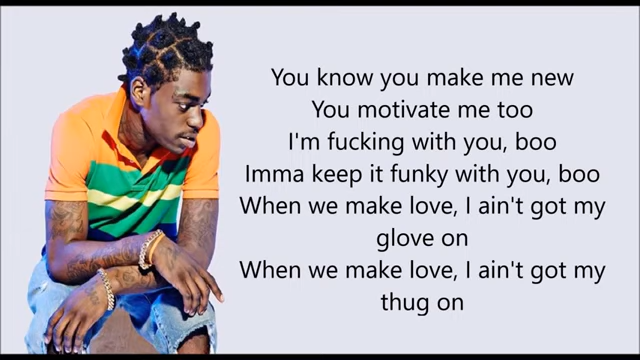 You know you make me new
You motivate me too
I'm fucking with you, boo
Imma keep it funky with you, boo
When we make love, I ain't got my
glove on
When we make love, I ain't got my
thug on